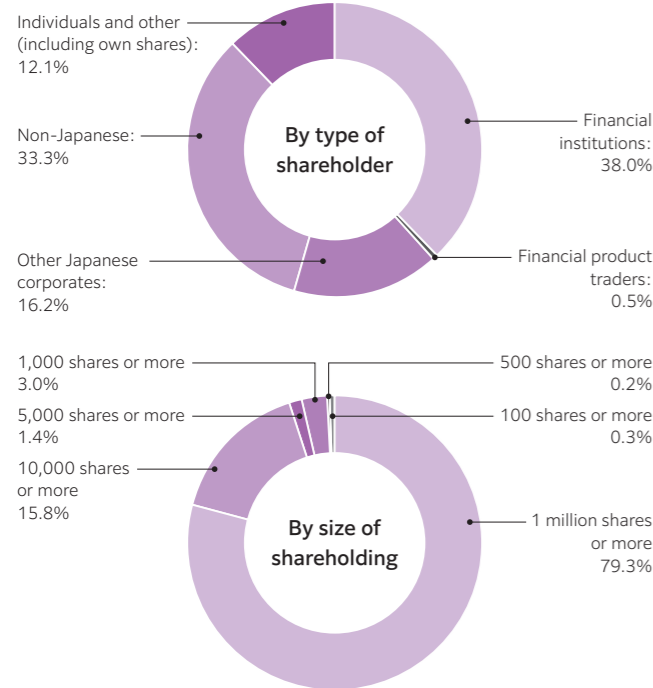 Individuals and other
(including own shares):
12.1%
Non-Japanese:
33.3%
By type of
shareholder
Financial
institutions:
38.0%
Other Japanese
corporates:
16.2%
Financial product
traders:
0.5%
1,000 shares or more
3.0%
500 shares or more
0.2%
5,000 shares or more
1.4%
100 shares or more
0.3%
10,000 shares
or more
15.8%
By size of
shareholding
1 million shares
or more
79.3%